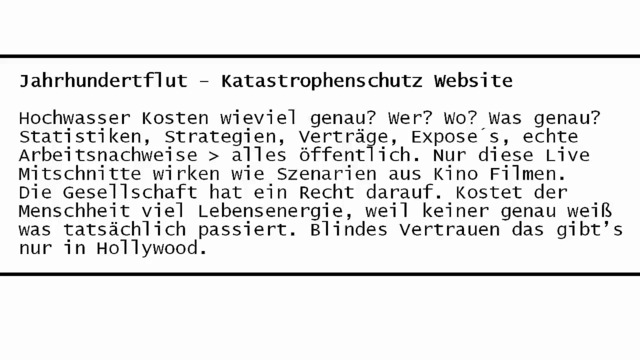 Jahrhundertflut – Katastrophenschutz Website
Hochwasser Kosten wieviel genau? Wer? Wo? Was genau?
Statistiken, Strategien, Verträge, Expose´s, echte
Arbeitsnachweise > alles öffentlich. Nur diese Live
Mitschnitte wirken wie Szenarien aus Kino Filmen.
Die Gesellschaft hat ein Recht darauf. Kostet der
Menschheit viel Lebensenergie, weil keiner genau weiß
was tatsächlich passiert. Blindes Vertrauen das gibt’s
nur in Hollywood.